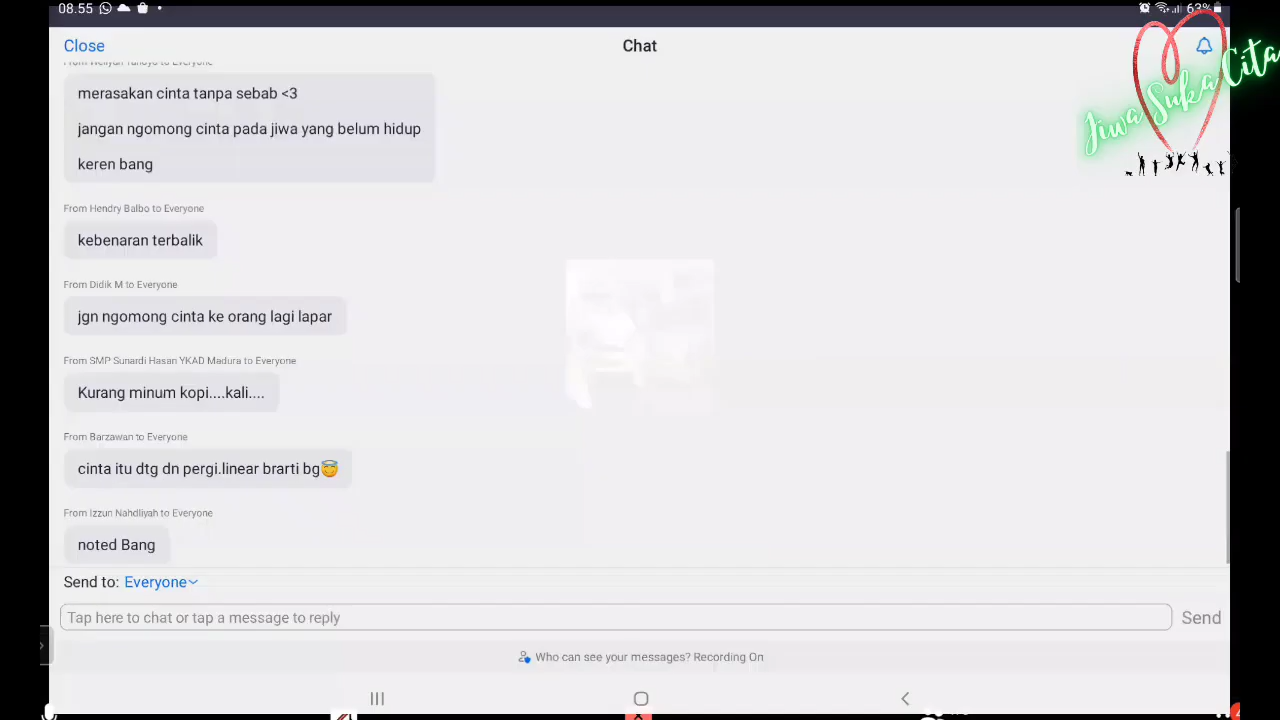 08.55
63%
Close
Chat
merasakan cinta tanpa sebab <3
jangan ngomong cinta pada jiwa yang belum hidup
keren bang
From Hendry Balbo to Everyone
kebenaran terbalik
From Didik M to Everyone
jgn ngomong cinta ke orang lagi lapar
From SMP Sunardi Hasan YKAD Madura to Everyone
Kurang minum kopi....kali....
From Barzawan to Everyone
cinta itu dtg dn pergi.linear brarti bg😇
From Izzun Nahdliyah to Everyone
noted Bang
Send to: Everyone
Tap here to chat or tap a message to reply
Send
Who can see your messages? Recording On
Jiwa Suka Cita